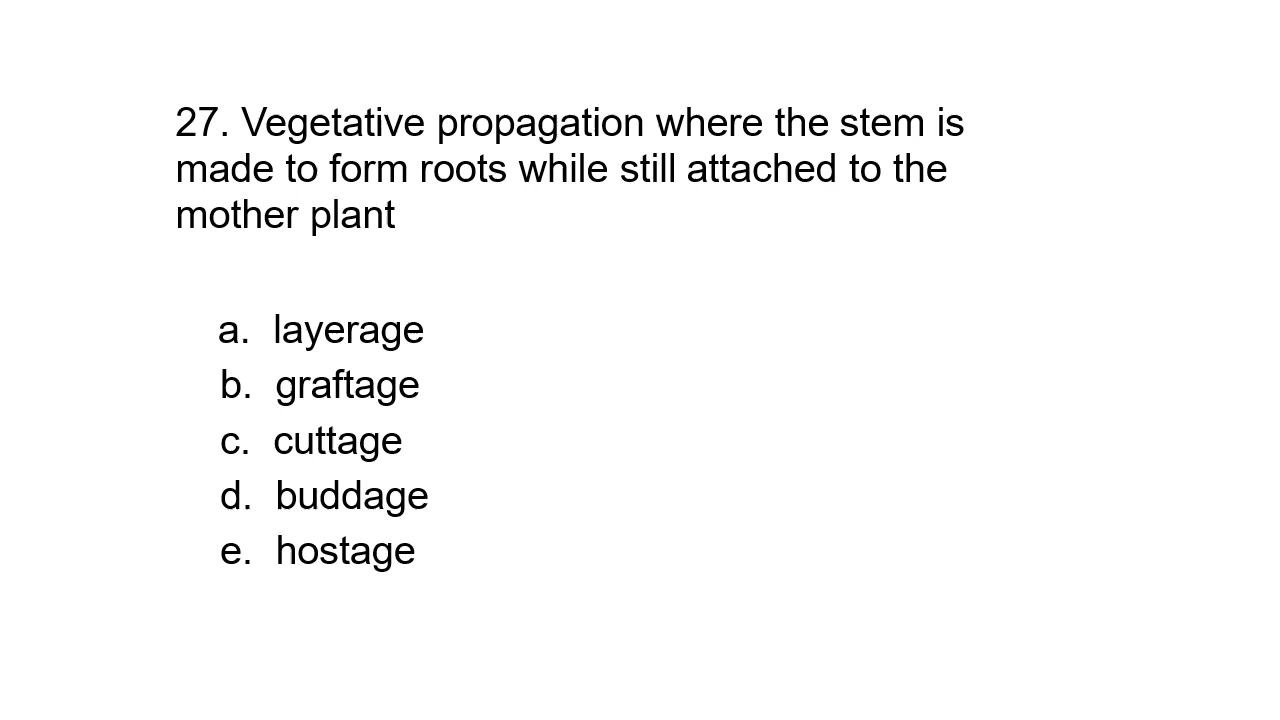 27. Vegetative propagation where the stem is
made to form roots while still attached to the
mother plant
a. layerage
b. graftage
c. cuttage
d. buddage
e. hostage